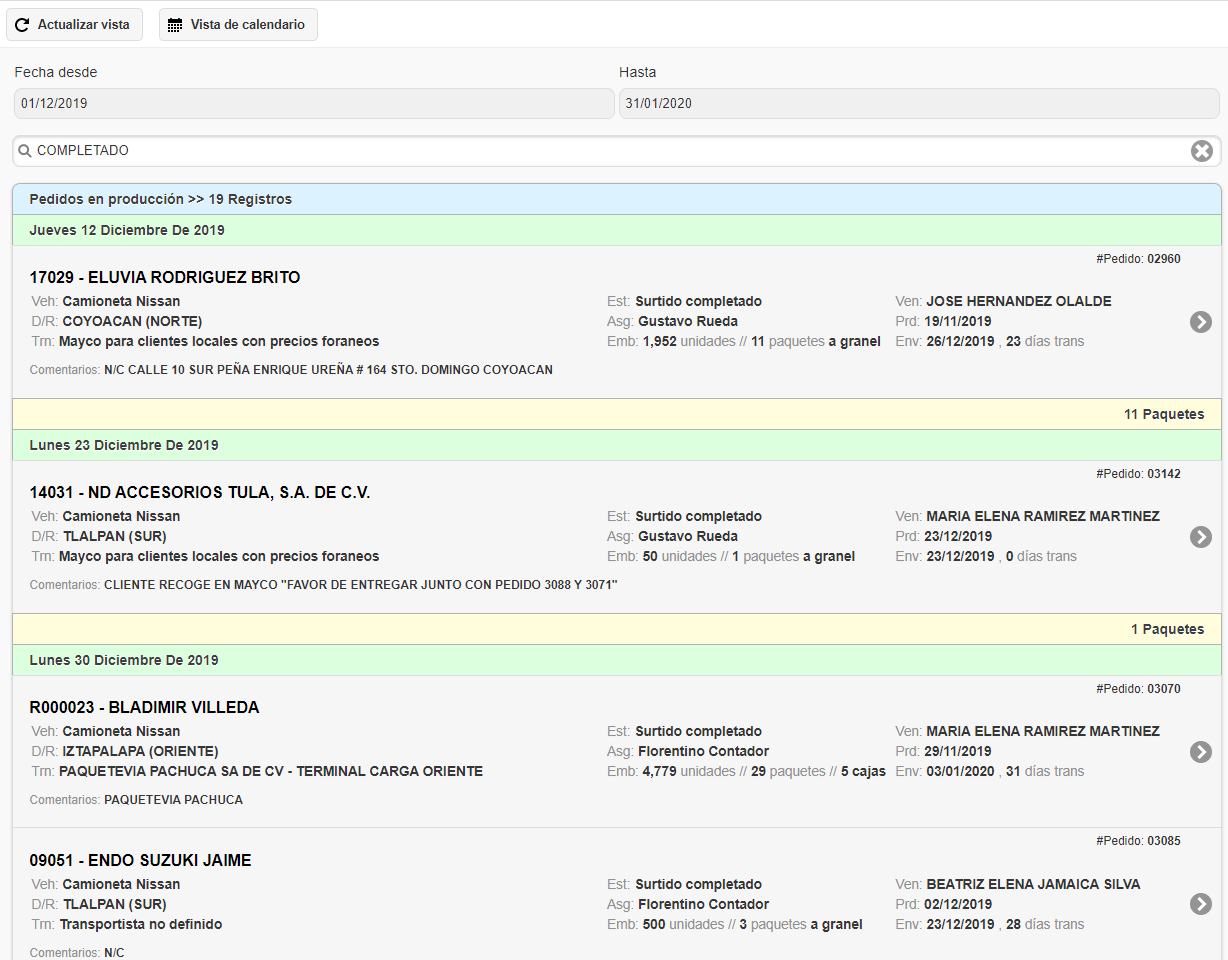 Actualizar vista Vista de calendario
Fecha desde Hasta
01/12/2019 31/01/2020
COMPLETADO
Pedidos en producción >> 19 Registros
Jueves 12 Diciembre De 2019
#Pedido: 02960
17029 - ELUVIA RODRIGUEZ BRITO
Veh: Camioneta Nissan Est: Surtido completado Ven: JOSE HERNANDEZ OLALDE
D/R: COYOACAN (NORTE) Asg: Gustavo Rueda Prd: 19/11/2019
Trn: Mayco para clientes locales con precios foraneos Emb: 1,952 unidades // 11 paquetes a granel Env: 26/12/2019 , 23 días trans
Comentarios: N/C CALLE 10 SUR PEÑA ENRIQUE UREÑA # 164 STO. DOMINGO COYOACAN
11 Paquetes
Lunes 23 Diciembre De 2019
#Pedido: 03142
14031 - ND ACCESORIOS TULA, S.A. DE C.V.
Veh: Camioneta Nissan Est: Surtido completado Ven: MARIA ELENA RAMIREZ MARTINEZ
D/R: TLALPAN (SUR) Asg: Gustavo Rueda Prd: 23/12/2019
Trn: Mayco para clientes locales con precios foraneos Emb: 50 unidades // 1 paquetes a granel Env: 23/12/2019 , 0 días trans
Comentarios: CLIENTE RECOGE EN MAYCO "FAVOR DE ENTREGAR JUNTO CON PEDIDO 3088 Y 3071"
1 Paquetes
Lunes 30 Diciembre De 2019
#Pedido: 03070
R000023 - BLADIMIR VILLEDA
Veh: Camioneta Nissan Est: Surtido completado Ven: MARIA ELENA RAMIREZ MARTINEZ
D/R: IZTAPALAPA (ORIENTE) Asg: Florentino Contador Prd: 29/11/2019
Trn: PAQUETEVIA PACHUCA SA DE CV - TERMINAL CARGA ORIENTE Emb: 4,779 unidades // 29 paquetes // 5 cajas Env: 03/01/2020 , 31 días trans
Comentarios: PAQUETEVIA PACHUCA
#Pedido: 03085
09051 - ENDO SUZUKI JAIME
Veh: Camioneta Nissan Est: Surtido completado Ven: BEATRIZ ELENA JAMAICA SILVA
D/R: TLALPAN (SUR) Asg: Florentino Contador Prd: 02/12/2019
Trn: Transportista no definido Emb: 500 unidades // 3 paquetes a granel Env: 23/12/2019 , 28 días trans
Comentarios: N/C